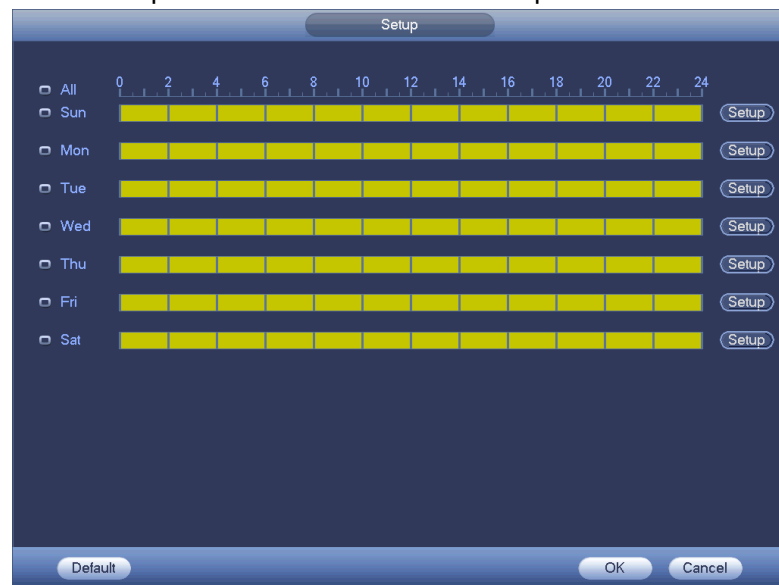 Setup
All 0 2 4 6 8 10 12 14 16 18 20 22 24
Sun Setup
Mon Setup
Tue Setup
Wed Setup
Thu Setup
Fri Setup
Sat Setup
Default OK Cancel